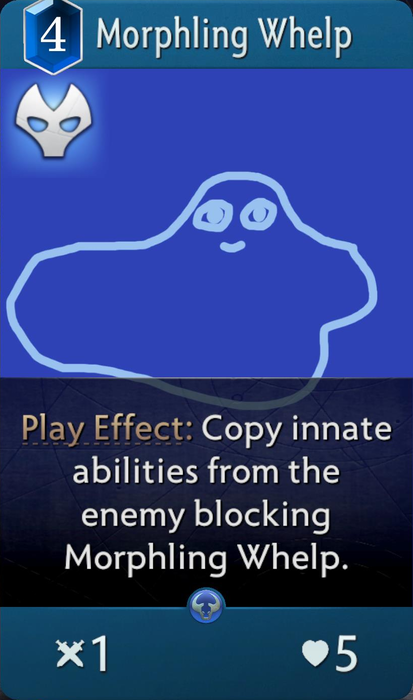 4 Morphling Whelp
Play Effect: Copy innate
abilities from the
enemy blocking
Morphling Whelp.
1 5